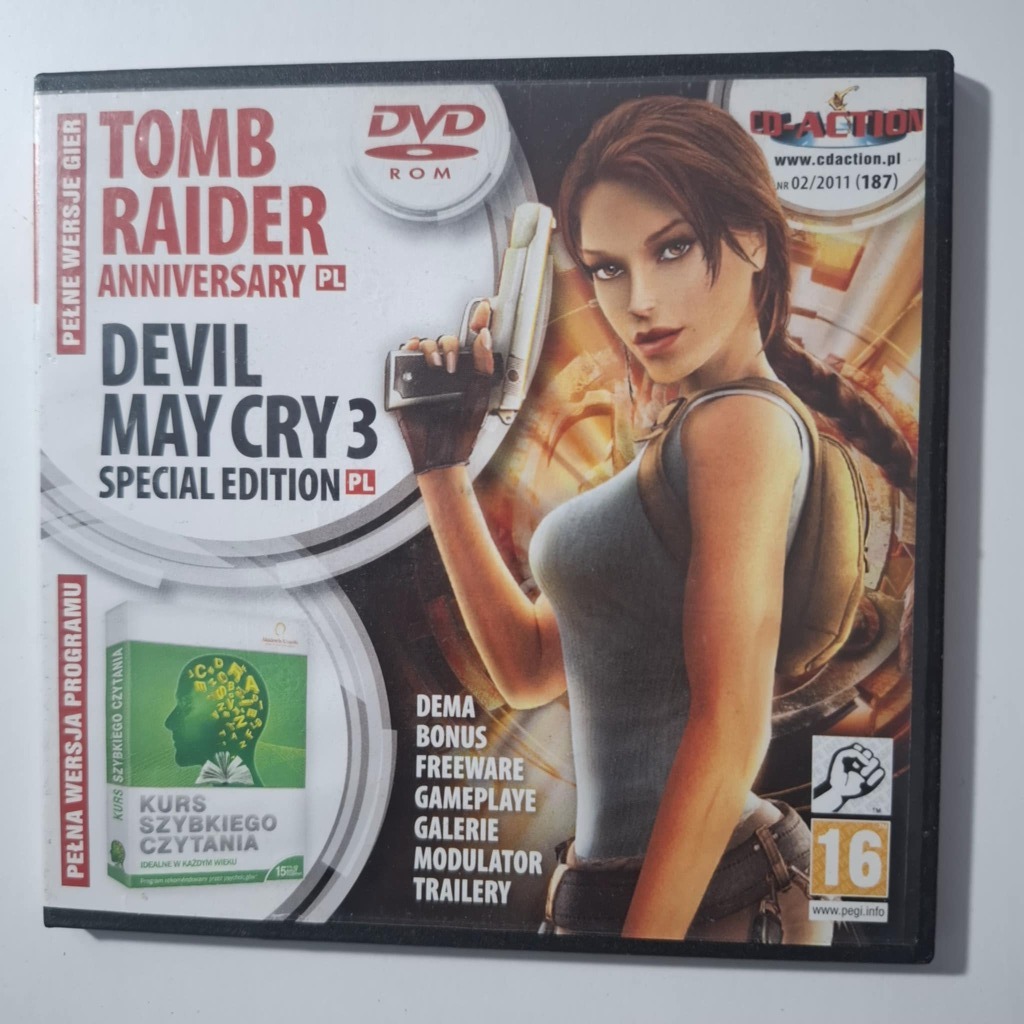 PEŁNE WERSJE GIER
TOMB
RAIDER
ANNIVERSARY PL
DEVIL
MAY CRY 3
SPECIAL EDITION PL
DVD
ROM
CD-ACTION
www.cdaction.pl
NR 02/2011 (187)
PEŁNA WERSJA PROGRAMU
KURS SZYBKIEGO CZYTANIA
KURS
SZYBKIEGO
CZYTANIA
IDEALNE W KAŻDYM WIEKU
15
DEMA
BONUS
FREEWARE
GAMEPLAYE
GALERIE
MODULATOR
TRAILERY
TM
16
www.pegi.info